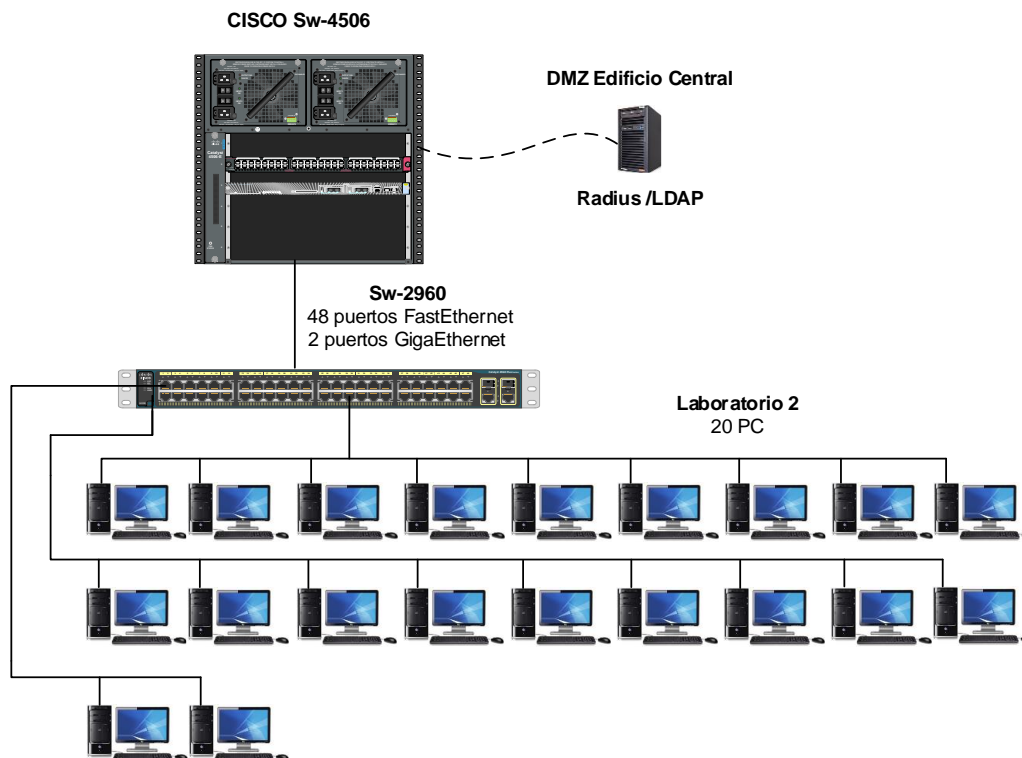 CISCO Sw-4506
DMZ Edificio Central
Radius /LDAP
Sw-2960
48 puertos FastEthernet
2 puertos GigaEthernet
Laboratorio 2
20 PC